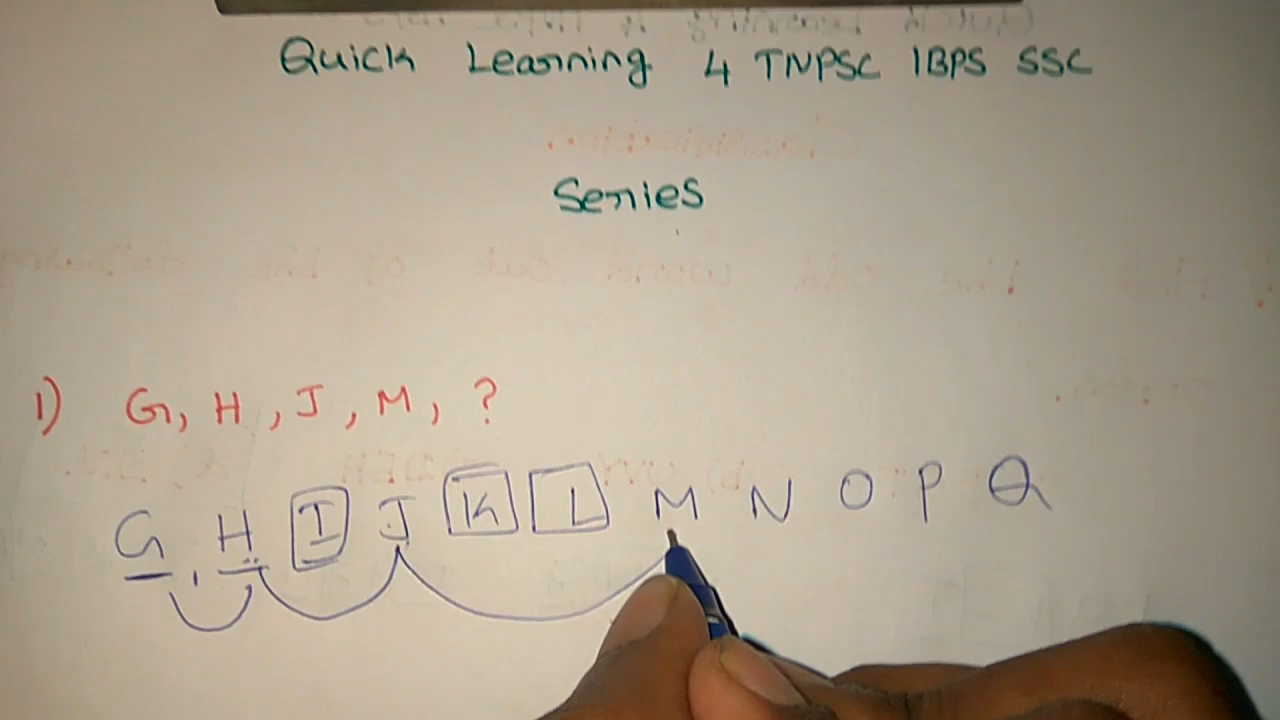 Quick Learning 4 TNPSC IBPS SSC
Series
1) G, H, J, M, ?
G, H I J K L M N O P Q